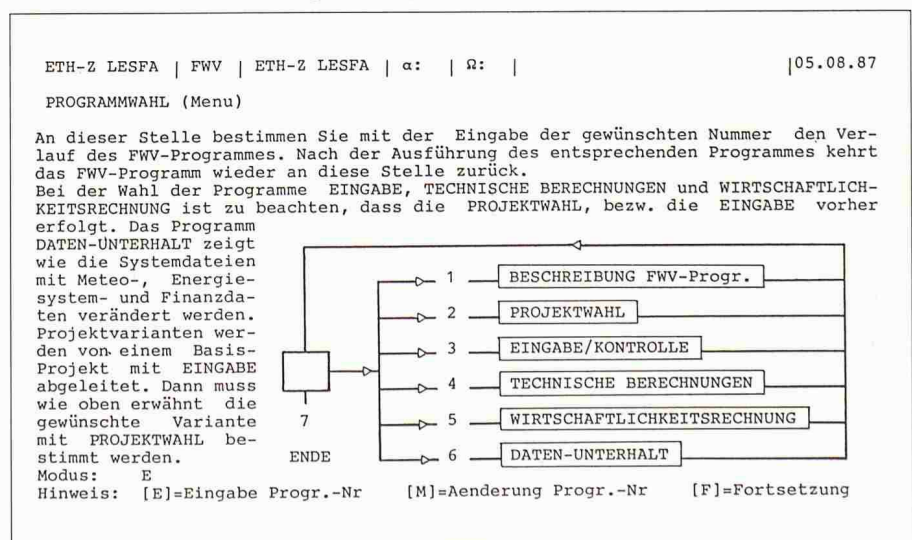 ETH-Z LESFA | FWV | ETH-Z LESFA | α: | Ω: | |05.08.87
PROGRAMMWAHL (Menu)
An dieser Stelle bestimmen Sie mit der Eingabe der gewünschten Nummer den Ver-
lauf des FWV-Programmes. Nach der Ausführung des entsprechenden Programmes kehrt
das FWV-Programm wieder an diese Stelle zurück.
Bei der Wahl der Programme EINGABE, TECHNISCHE BERECHNUNGEN und WIRTSCHAFTLICH-
KEITSRECHNUNG ist zu beachten, dass die PROJEKTWAHL, bezw. die EINGABE vorher
erfolgt. Das Programm
DATEN-UNTERHALT zeigt
wie die Systemdateien
mit Meteo-, Energie-
system- und Finanzda-
ten verändert werden.
Projektvarianten wer-
den von einem Basis-
Projekt mit EINGABE
abgeleitet. Dann muss
wie oben erwähnt die
gewünschte Variante
mit PROJEKTWAHL be-
stimmt werden.
1 BESCHREIBUNG FWV-Progr.
2 PROJEKTWAHL
3 EINGABE/KONTROLLE
4 TECHNISCHE BERECHNUNGEN
5 WIRTSCHAFTLICHKEITSRECHNUNG
6 DATEN-UNTERHALT
7
ENDE
Modus: E
Hinweis: [E]=Eingabe Progr.-Nr [M]=Aenderung Progr.-Nr [F]=Fortsetzung